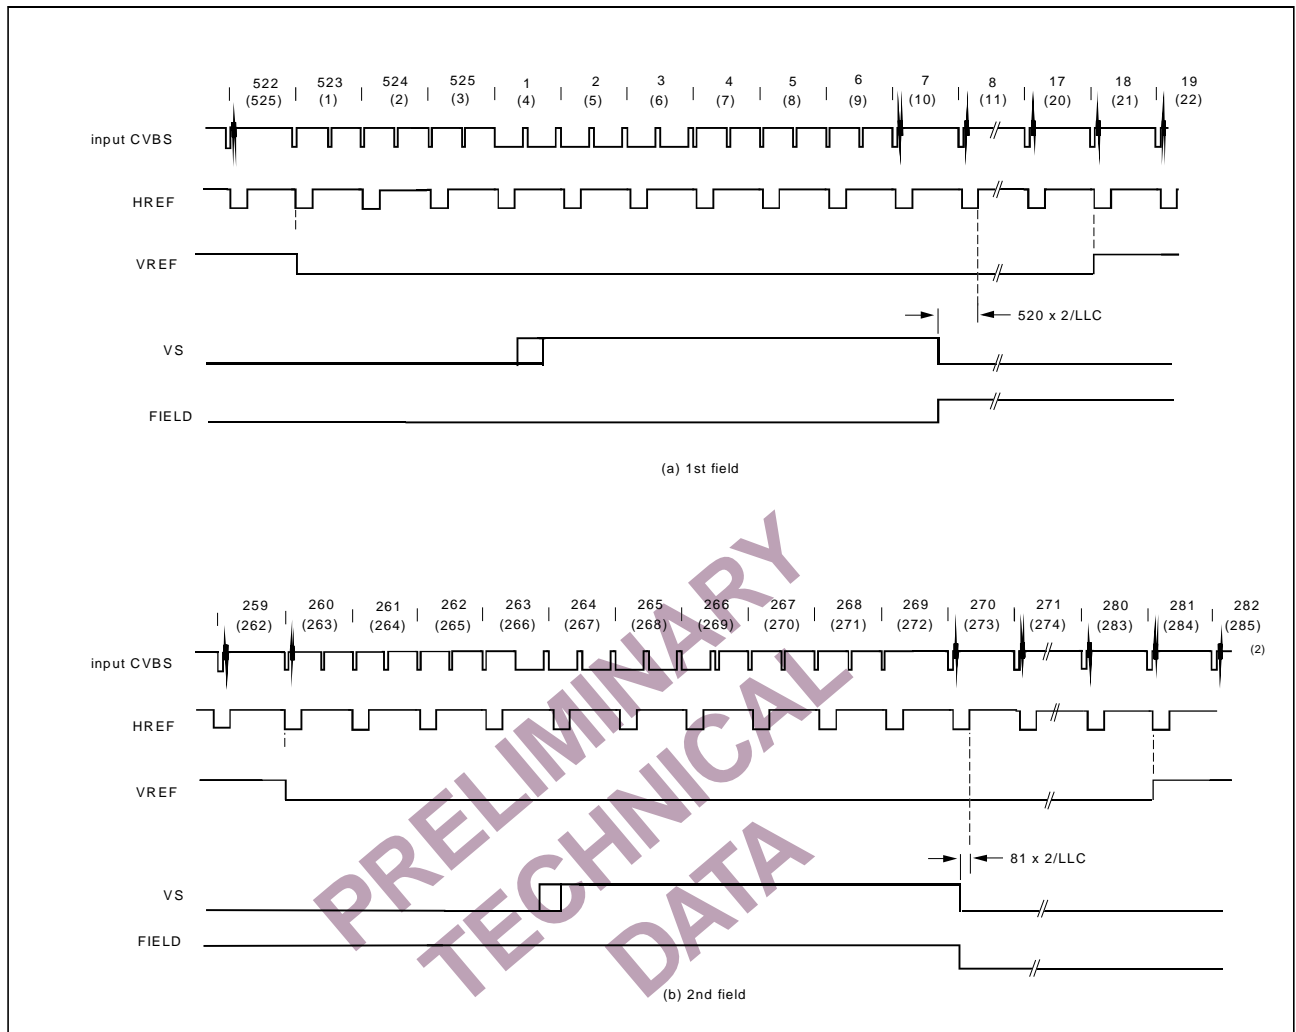 522 523 524 525 1 2 3 4 5 6 7 8 17 18 19
(525) (1) (2) (3) (4) (5) (6) (7) (8) (9) (10) (11) (20) (21) (22)
input CVBS
HREF
VREF
520 x 2/LLC
VS
FIELD
(a) 1st field
259 260 261 262 263 264 265 266 267 268 269 270 271 280 281 282
(262) (263) (264) (265) (266) (267) (268) (269) (270) (271) (272) (273) (274) (283) (284) (285)
input CVBS
(2)
HREF
VREF
81 x 2/LLC
VS
FIELD
(b) 2nd field
PRELIMINARY
TECHNICAL
DATA